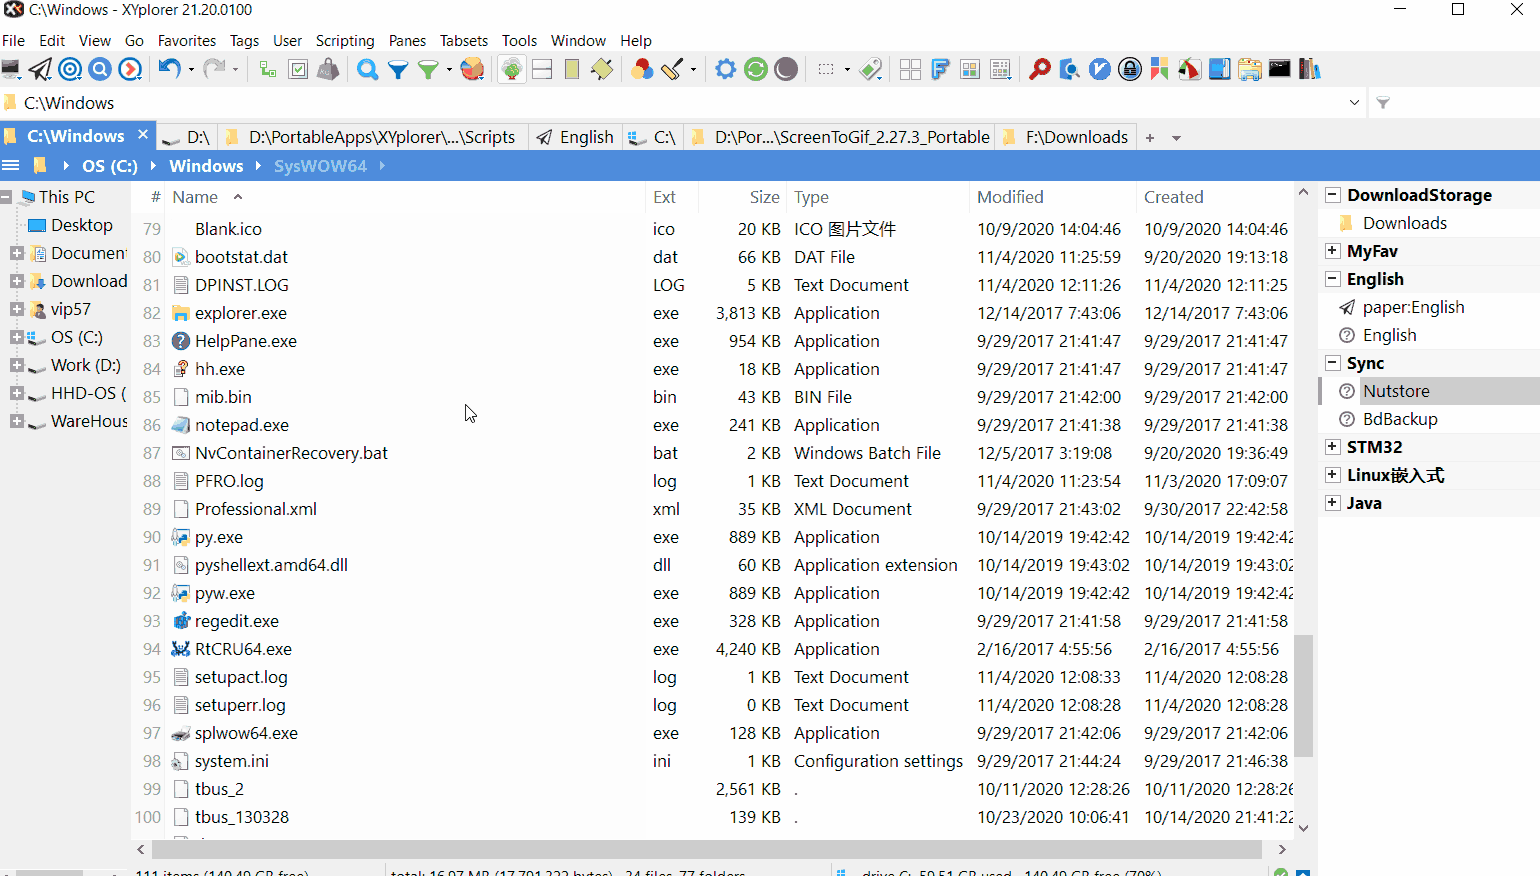 C:\Windows - XYplorer 21.20.0100
File Edit View Go Favorites Tags User Scripting Panes Tabsets Tools Window Help
C:\Windows
C:\Windows D:\ D:\PortableApps\XYplorer\...\Scripts English C:\ D:\Por...\ScreenToGif_2.27.3_Portable F:\Downloads
OS (C:) Windows SysWOW64
This PC
Desktop
Document
Download
vip57
OS (C:)
Work (D:)
HHD-OS (
WareHous
# Name Ext Size Type Modified Created
79 Blank.ico ico 20 KB ICO 图片文件 10/9/2020 14:04:46 10/9/2020 14:04:46
80 bootstat.dat dat 66 KB DAT File 11/4/2020 11:25:59 9/20/2020 19:13:18
81 DPINST.LOG LOG 5 KB Text Document 11/4/2020 12:11:26 11/4/2020 12:11:25
82 explorer.exe exe 3,813 KB Application 12/14/2017 7:43:06 12/14/2017 7:43:06
83 HelpPane.exe exe 954 KB Application 9/29/2017 21:41:47 9/29/2017 21:41:47
84 hh.exe exe 18 KB Application 9/29/2017 21:41:47 9/29/2017 21:41:47
85 mib.bin bin 43 KB BIN File 9/29/2017 21:42:00 9/29/2017 21:42:00
86 notepad.exe exe 241 KB Application 9/29/2017 21:41:38 9/29/2017 21:41:38
87 NvContainerRecovery.bat bat 2 KB Windows Batch File 12/5/2017 3:19:08 9/20/2020 19:36:49
88 PFRO.log log 1 KB Text Document 11/4/2020 11:23:54 11/3/2020 17:09:07
89 Professional.xml xml 35 KB XML Document 9/29/2017 21:43:02 9/30/2017 22:42:58
90 py.exe exe 889 KB Application 10/14/2019 19:42:42 10/14/2019 19:42:42
91 pyshellext.amd64.dll dll 60 KB Application extension 10/14/2019 19:43:02 10/14/2019 19:43:02
92 pyw.exe exe 889 KB Application 10/14/2019 19:42:42 10/14/2019 19:42:42
93 regedit.exe exe 328 KB Application 9/29/2017 21:41:58 9/29/2017 21:41:58
94 RtCRU64.exe exe 4,240 KB Application 2/16/2017 4:55:56 2/16/2017 4:55:56
95 setupact.log log 1 KB Text Document 11/4/2020 12:08:33 11/4/2020 12:08:28
96 setuperr.log log 0 KB Text Document 11/4/2020 12:08:28 11/4/2020 12:08:28
97 splwow64.exe exe 128 KB Application 9/29/2017 21:42:06 9/29/2017 21:42:06
98 system.ini ini 1 KB Configuration settings 9/29/2017 21:44:24 9/29/2017 21:46:38
99 tbus_2 2,561 KB . 10/11/2020 12:28:26 10/11/2020 12:28:26
100 tbus_130328 139 KB . 10/23/2020 10:06:41 10/14/2020 21:41:22
DownloadStorage
Downloads
MyFav
English
paper:English
English
Sync
Nutstore
BdBackup
STM32
Linux嵌入式
Java
111 items (140.49 GB free) total: 16.97 MB (17,791,322 bytes) 34 files, 77 folders drive C: 59.51 GB used 140.49 GB free (70%)